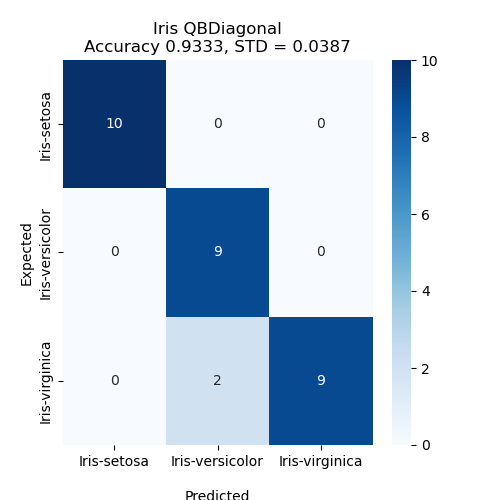 Iris QBDiagonal
Accuracy 0.9333, STD = 0.0387
Expected
Iris-setosa
10 0 0
Iris-versicolor
0 9 0
Iris-virginica
0 2 9
Iris-setosa Iris-versicolor Iris-virginica
Predicted
10
8
6
4
2
0